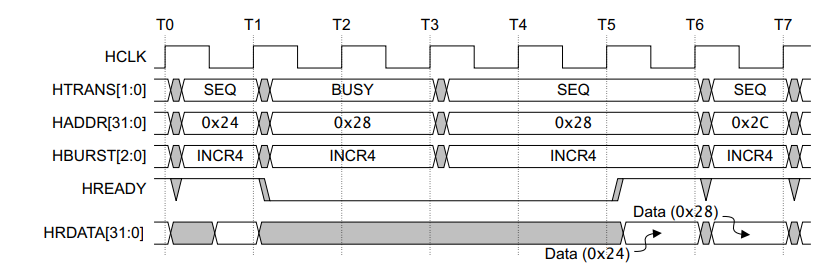 T0 T1 T2 T3 T4 T5 T6 T7
HCLK
HTRANS[1:0] SEQ BUSY SEQ SEQ
HADDR[31:0] 0x24 0x28 0x28 0x2C
HBURST[2:0] INCR4 INCR4 INCR4 INCR4
HREADY
Data (0x28)
HRDATA[31:0]
Data (0x24)